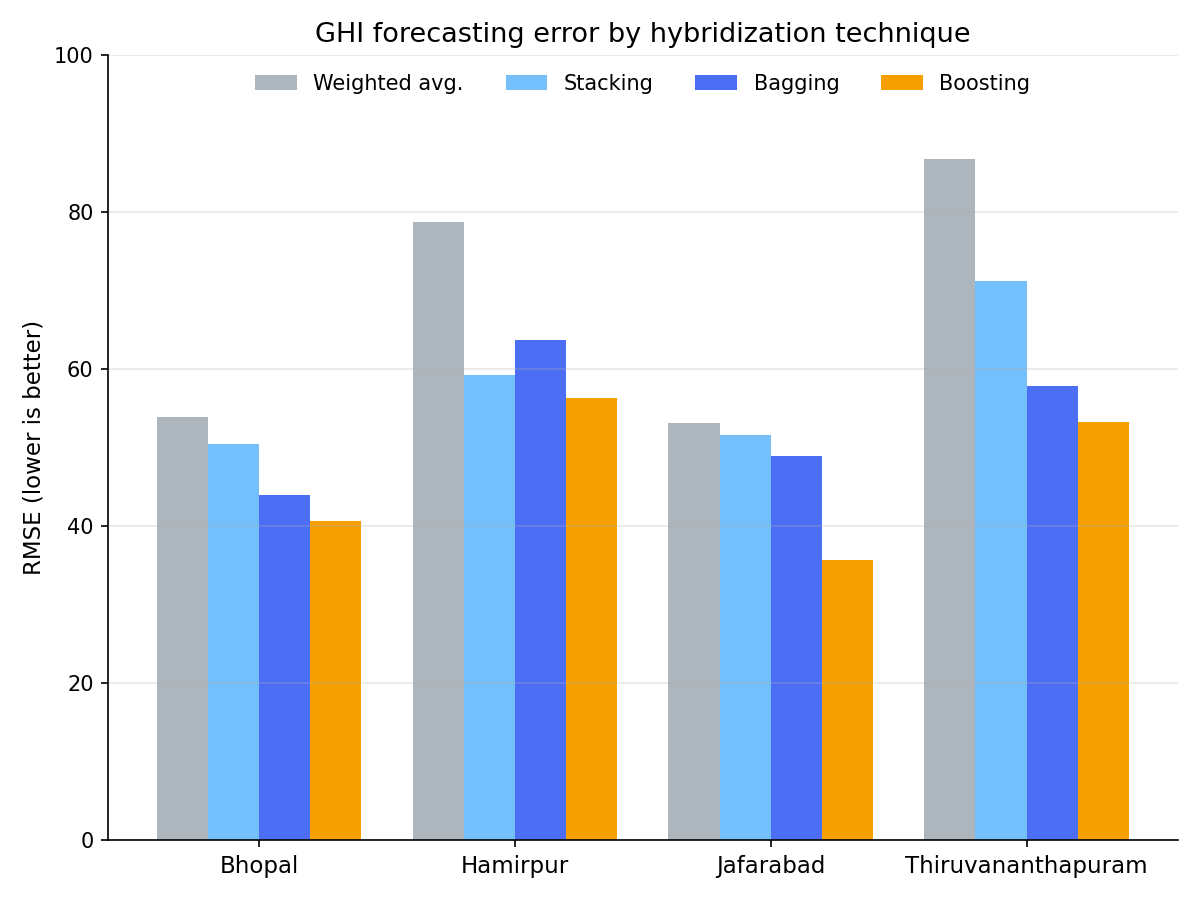 GHI forecasting error by hybridization technique
Weighted avg. Stacking Bagging Boosting
RMSE (lower is better)
100
80
60
40
20
0
Bhopal Hamirpur Jafarabad Thiruvananthapuram